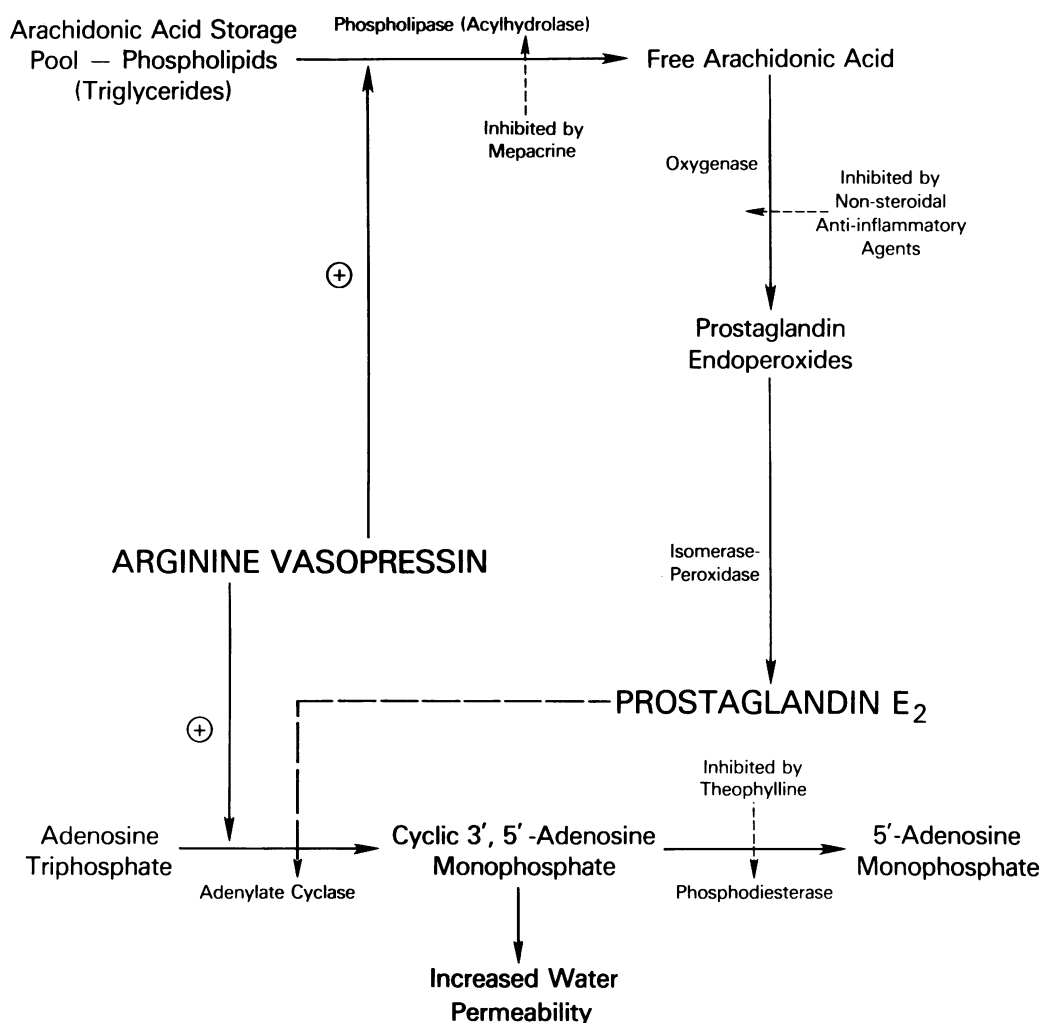 Arachidonic Acid Storage
Pool — Phospholipids
(Triglycerides)
Phospholipase (Acylhydrolase)
Free Arachidonic Acid
Inhibited by
Mepacrine
Oxygenase
Inhibited by
Non-steroidal
Anti-inflammatory
Agents
⊕
Prostaglandin
Endoperoxides
ARGININE VASOPRESSIN
Isomerase-
Peroxidase
PROSTAGLANDIN E₂
⊕
Inhibited by
Theophylline
Adenosine
Triphosphate
Cyclic 3′, 5′-Adenosine
Monophosphate
5′-Adenosine
Monophosphate
Adenylate Cyclase
Phosphodiesterase
Increased Water
Permeability